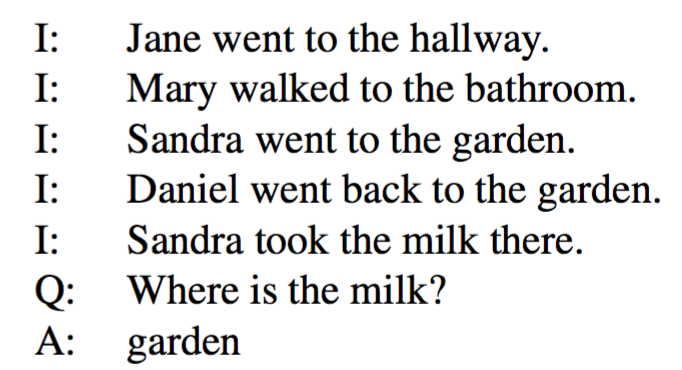 I: Jane went to the hallway.
I: Mary walked to the bathroom.
I: Sandra went to the garden.
I: Daniel went back to the garden.
I: Sandra took the milk there.
Q: Where is the milk?
A: garden